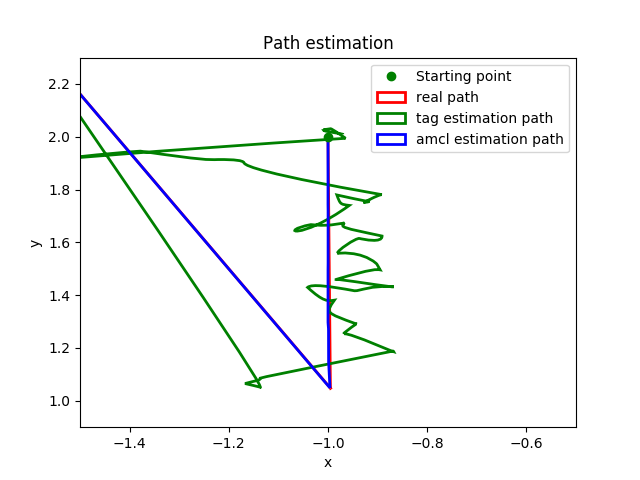 Path estimation
Starting point
real path
tag estimation path
amcl estimation path
2.2
2.0
1.8
1.6
1.4
1.2
1.0
y
−1.4
−1.2
−1.0
−0.8
−0.6
x